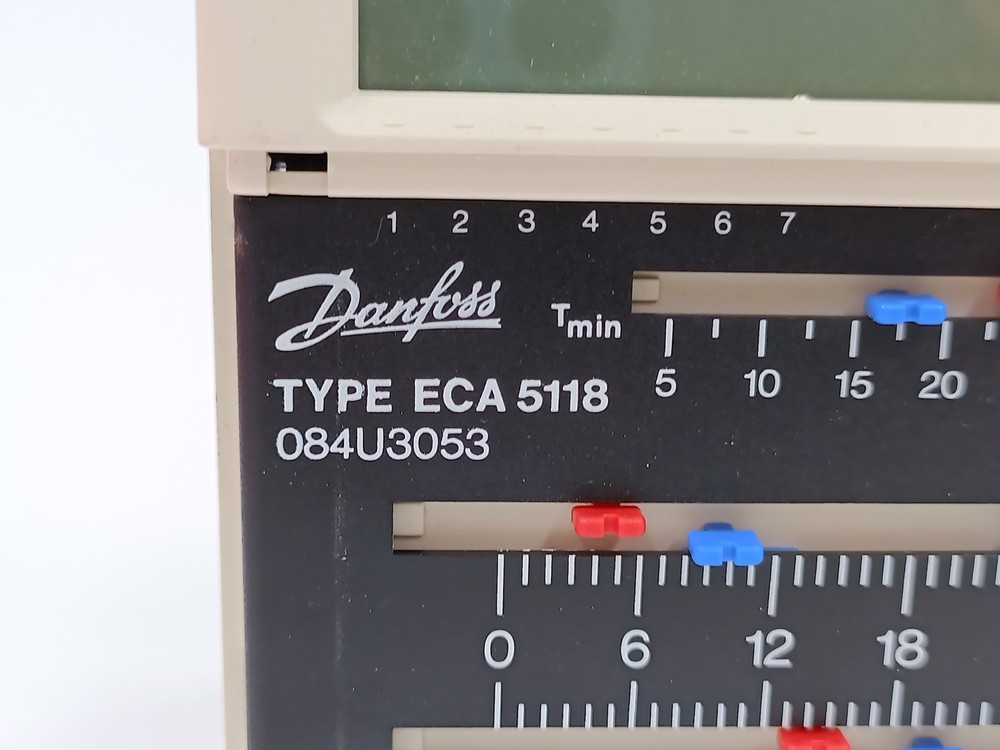 1 2 3 4 5 6 7
Danfoss
Tmin
5 10 15 20
TYPE ECA 5118
084U3053
0 6 12 18